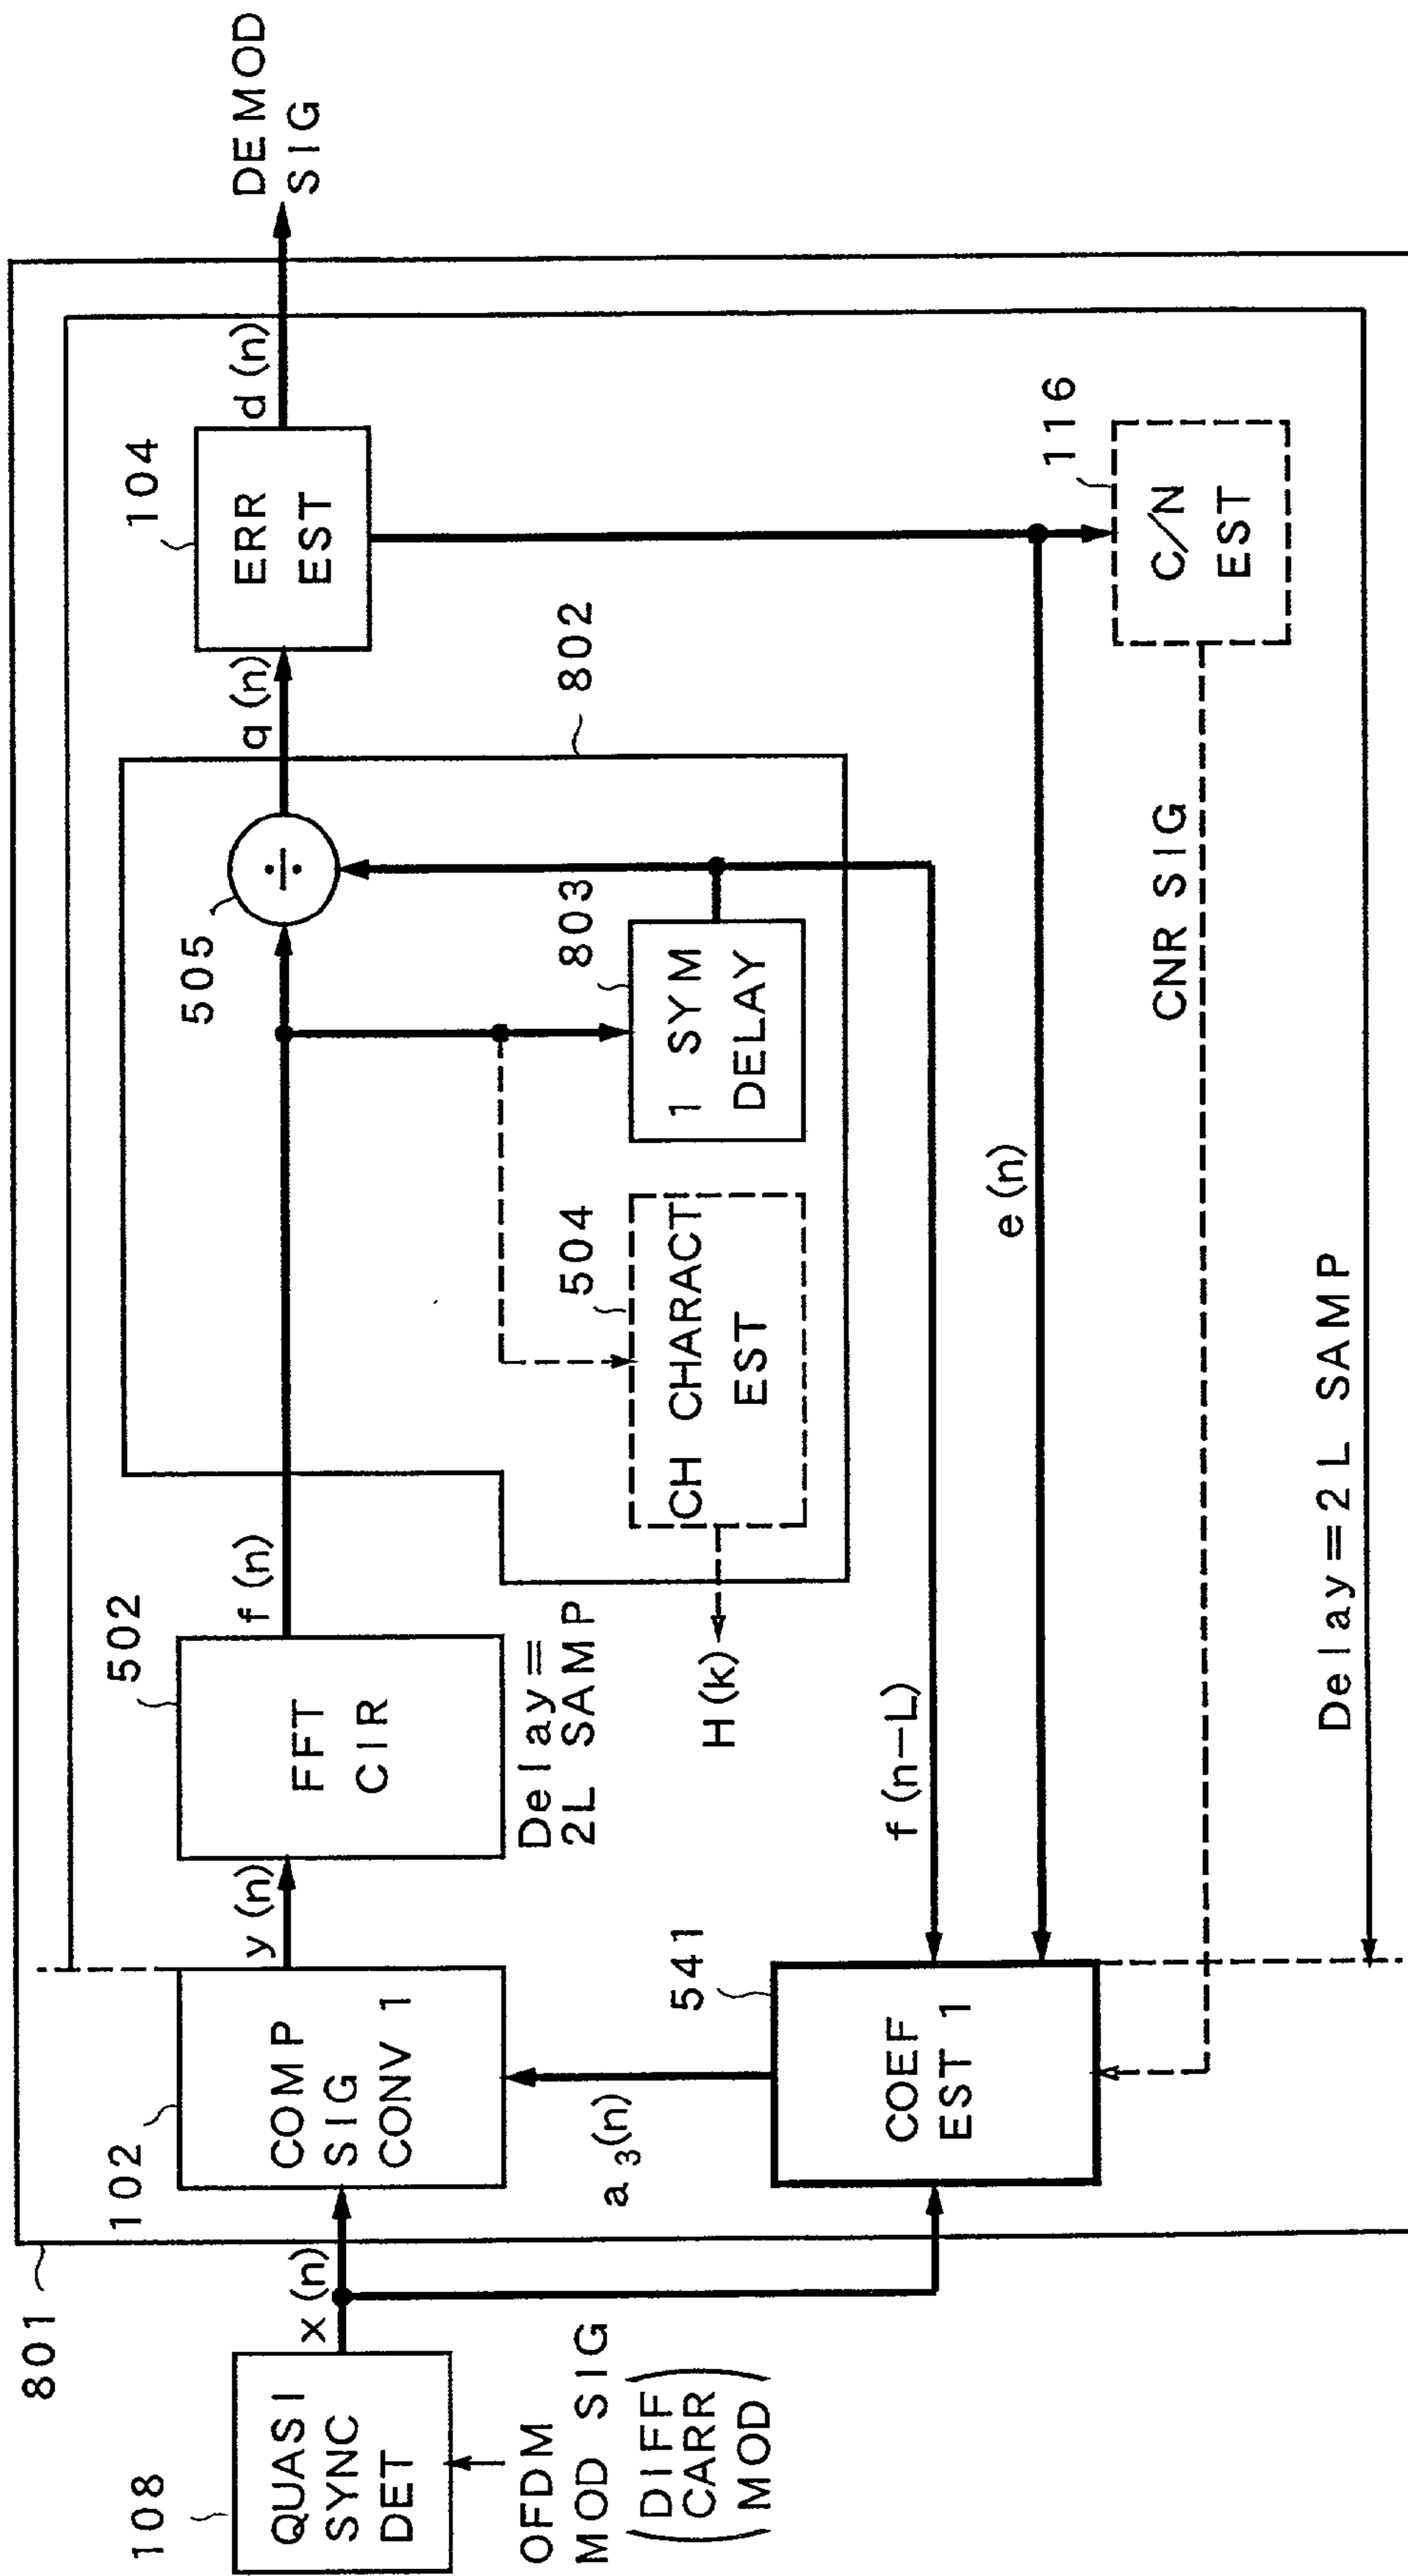 801
108
QUASI
SYNC
DET
OFDM
MOD SIG
(DIFF
CARR
MOD)
x (n)
102
COMP
SIG
CONV 1
y (n)
502
FFT
CIR
Delay=
2L SAMP
f (n)
505
÷
q (n)
104
ERR
EST
d (n)
DEMOD
SIG
802
803
1 SYM
DELAY
504
CH CHARACT
EST
H (k)
a 3 (n)
541
COEF
EST 1
f (n−L)
e (n)
116
C/N
EST
CNR SIG
Delay=2 L SAMP